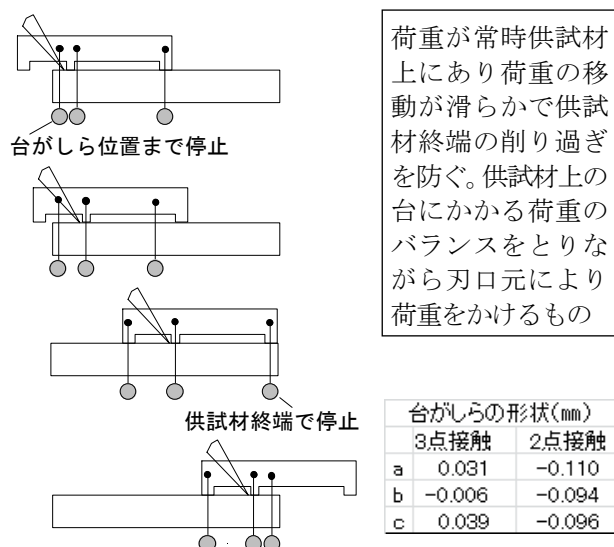 台がしら位置まで停止
供試材終端で停止
荷重が常時供試材
上にあり荷重の移
動が滑らかで供試
材終端の削り過ぎ
を防ぐ。供試材上の
台にかかる荷重の
バランスをとりな
がら刃口元により
荷重をかけるもの
台がしらの形状(㎜)
3点接触 2点接触
a 0.031 -0.110
b -0.006 -0.094
c 0.039 -0.096